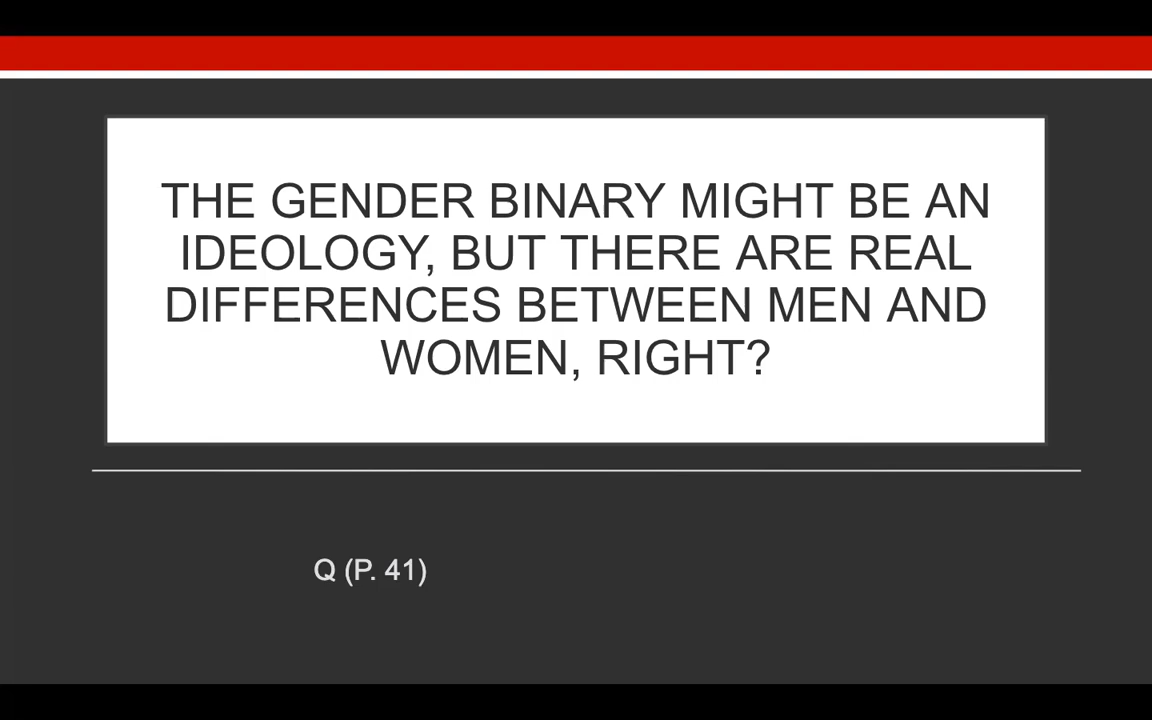 THE GENDER BINARY MIGHT BE AN
IDEOLOGY, BUT THERE ARE REAL
DIFFERENCES BETWEEN MEN AND
WOMEN, RIGHT?
Q (P. 41)